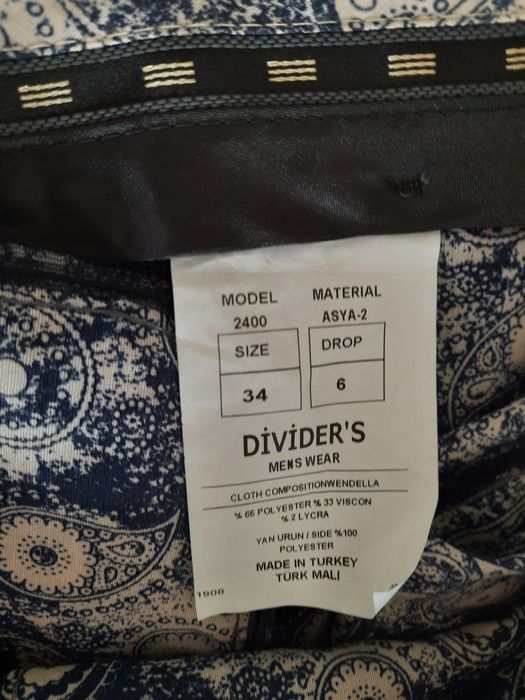 MODEL MATERIAL
2400 ASYA-2
SIZE DROP
34 6
DİVİDER'S
MENS WEAR
CLOTH COMPOSITIONWENDELLA
% 65 POLYESTER % 33 VISCON
% 2 LYCRA
YAN URUN / SIDE %100
POLYESTER
MADE IN TURKEY
TÜRK MALI
1908